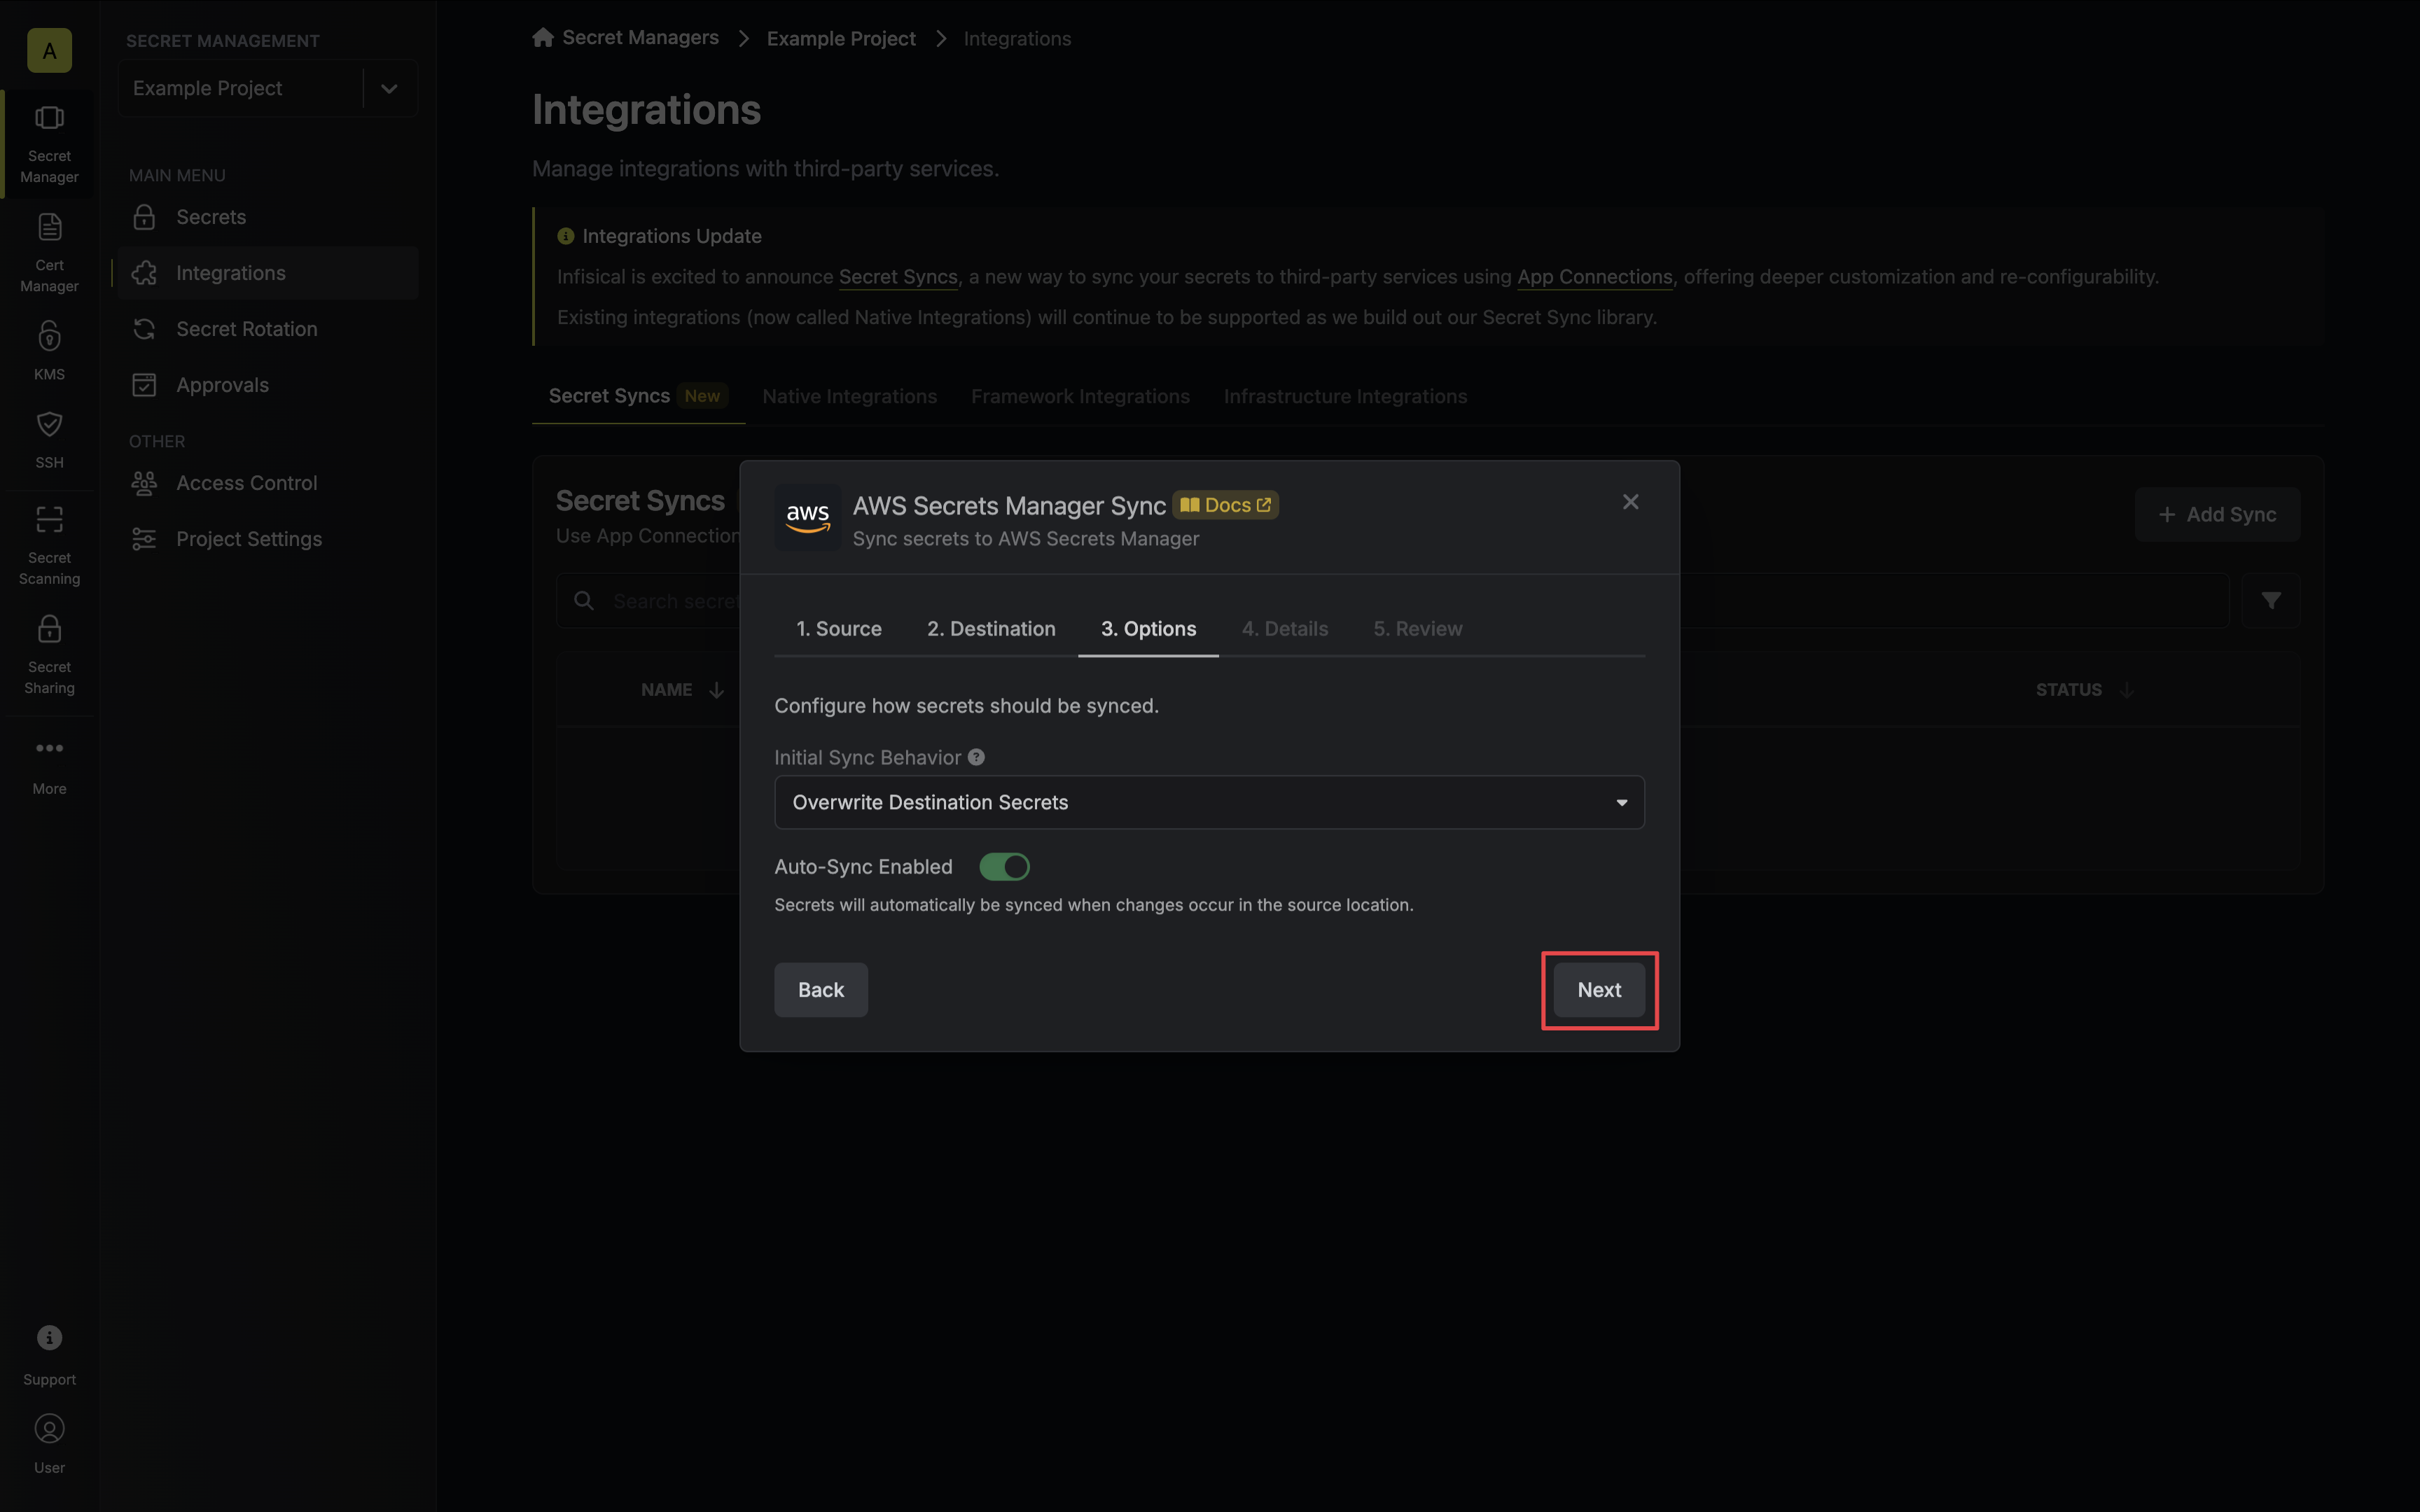 A
Secret
Manager
Cert
Manager
KMS
SSH
Secret
Scanning
Secret
Sharing
More
Support
User
SECRET MANAGEMENT
Example Project
MAIN MENU
Secrets
Integrations
Secret Rotation
Approvals
OTHER
Access Control
Project Settings
Secret Managers
Example Project
Integrations
Integrations
Manage integrations with third-party services.
Integrations Update
Infisical is excited to announce Secret Syncs, a new way to sync your secrets to third-party services using App Connections, offering deeper customization and re-configurability.
Existing integrations (now called Native Integrations) will continue to be supported as we build out our Secret Sync library.
Secret Syncs New Native Integrations Framework Integrations Infrastructure Integrations
Secret Syncs
Use App Connection
+ Add Sync
Search secret
NAME
STATUS
aws
AWS Secrets Manager Sync Docs
Sync secrets to AWS Secrets Manager
1. Source 2. Destination 3. Options 4. Details 5. Review
Configure how secrets should be synced.
Initial Sync Behavior ?
Overwrite Destination Secrets
Auto-Sync Enabled
Secrets will automatically be synced when changes occur in the source location.
Back
Next